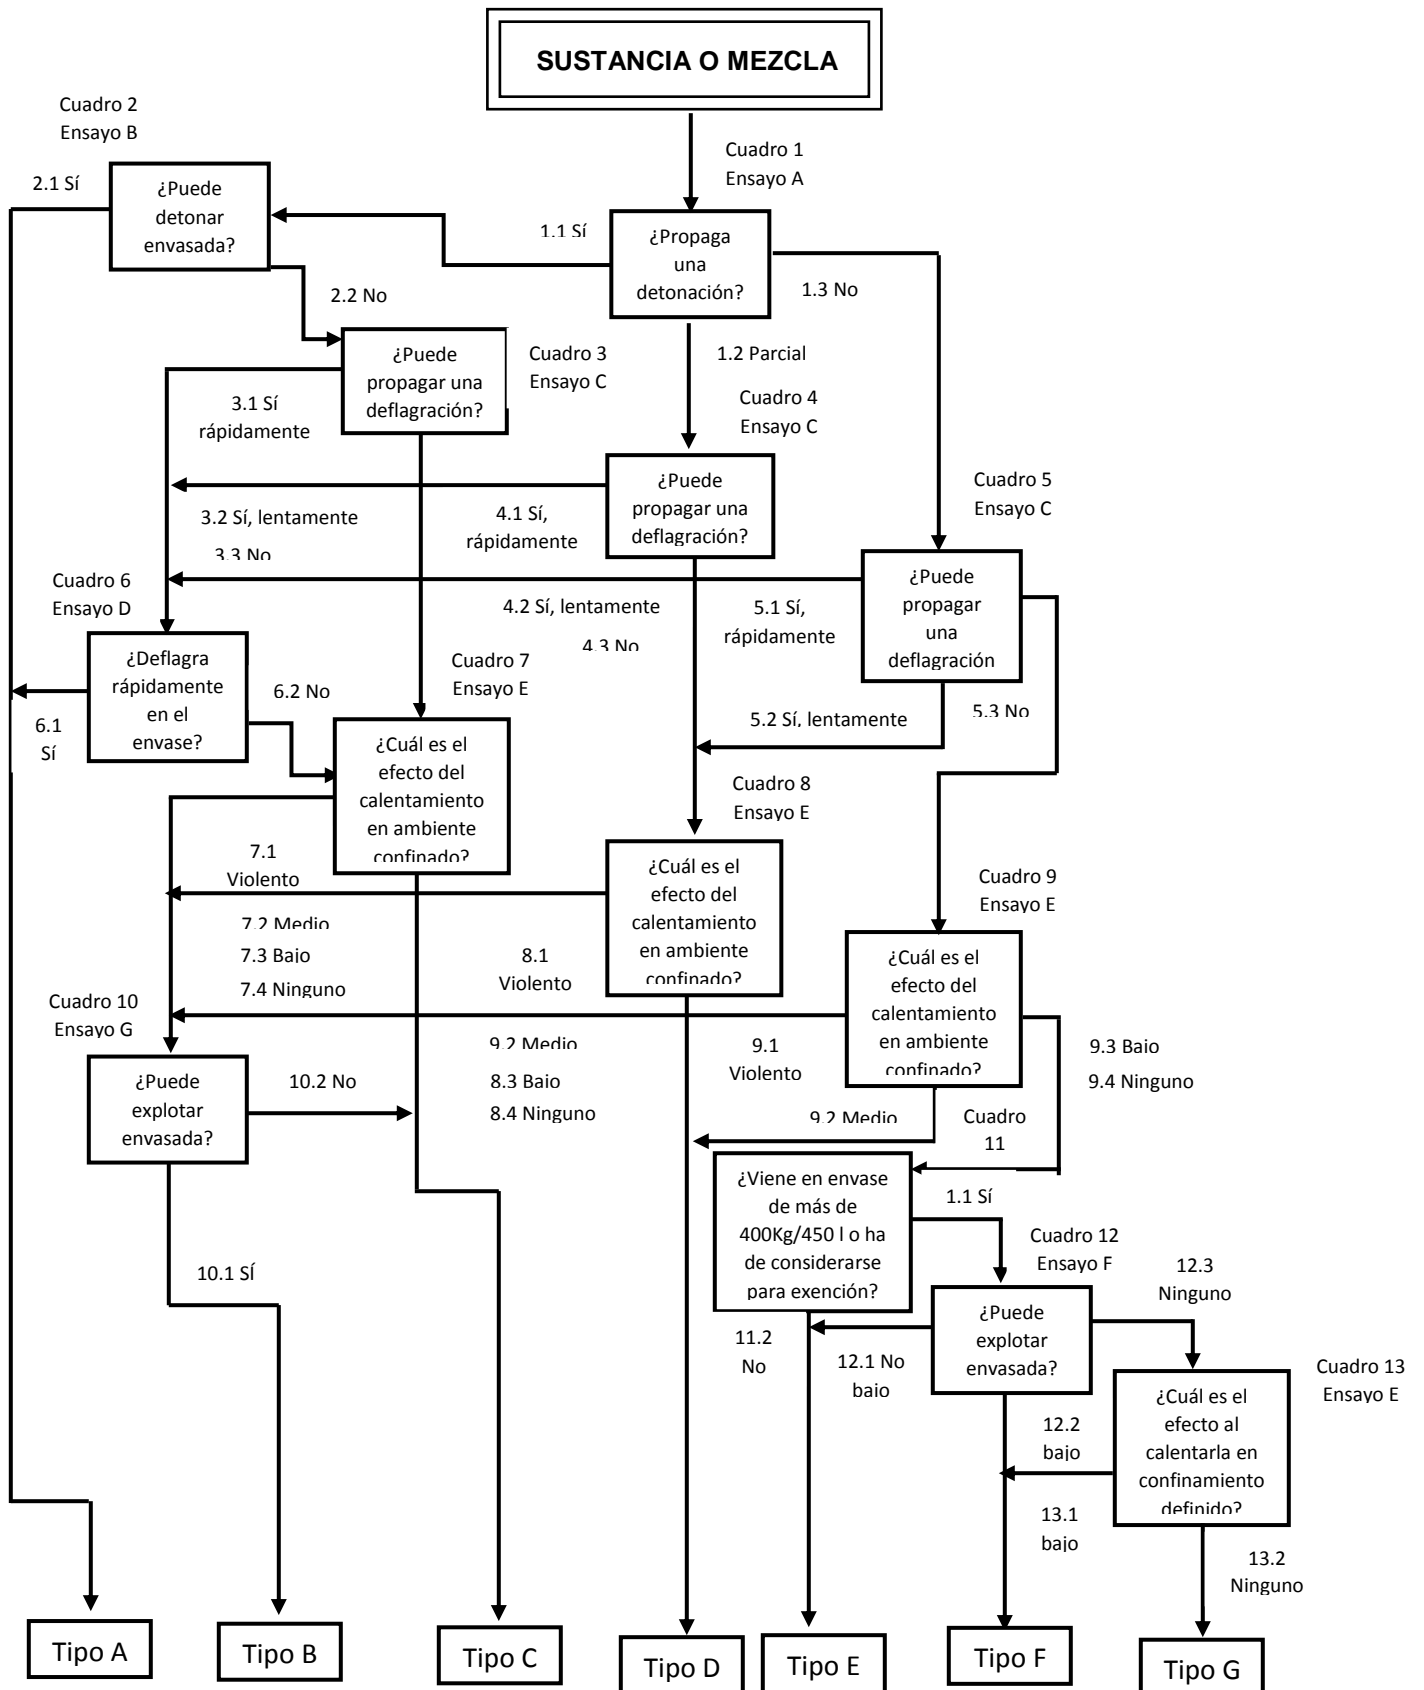 SUSTANCIA O MEZCLA
Cuadro 2
Ensayo B
Cuadro 1
Ensayo A
2.1 Sí
¿Puede
detonar
envasada?
1.1 Sí
¿Propaga
una
detonación?
1.3 No
2.2 No
¿Puede
propagar una
deflagración?
Cuadro 3
Ensayo C
1.2 Parcial
Cuadro 4
Ensayo C
3.1 Sí
rápidamente
¿Puede
propagar una
deflagración?
Cuadro 5
Ensayo C
3.2 Sí, lentamente
3.3 No
4.1 Sí,
rápidamente
Cuadro 6
Ensayo D
¿Puede
propagar
una
deflagración
4.2 Sí, lentamente
4.3 No
5.1 Sí,
rápidamente
¿Deflagra
rápidamente
en el
envase?
6.2 No
Cuadro 7
Ensayo E
5.2 Sí, lentamente
5.3 No
6.1
Sí
¿Cuál es el
efecto del
calentamiento
en ambiente
confinado?
Cuadro 8
Ensayo E
7.1
Violento
¿Cuál es el
efecto del
calentamiento
en ambiente
confinado?
Cuadro 9
Ensayo E
7.2 Medio
7.3 Bajo
7.4 Ninguno
8.1
Violento
¿Cuál es el
efecto del
calentamiento
en ambiente
confinado?
Cuadro 10
Ensayo G
9.2 Medio
8.3 Bajo
8.4 Ninguno
9.1
Violento
9.3 Bajo
9.4 Ninguno
¿Puede
explotar
envasada?
10.2 No
9.2 Medio
Cuadro
11
¿Viene en envase
de más de
400Kg/450 l o ha
de considerarse
para exención?
1.1 Sí
Cuadro 12
Ensayo F
12.3
Ninguno
10.1 SÍ
¿Puede
explotar
envasada?
11.2
No
12.1 No
bajo
Cuadro 13
Ensayo E
¿Cuál es el
efecto al
calentarla en
confinamiento
definido?
12.2
bajo
13.1
bajo
13.2
Ninguno
Tipo A
Tipo B
Tipo C
Tipo D
Tipo E
Tipo F
Tipo G